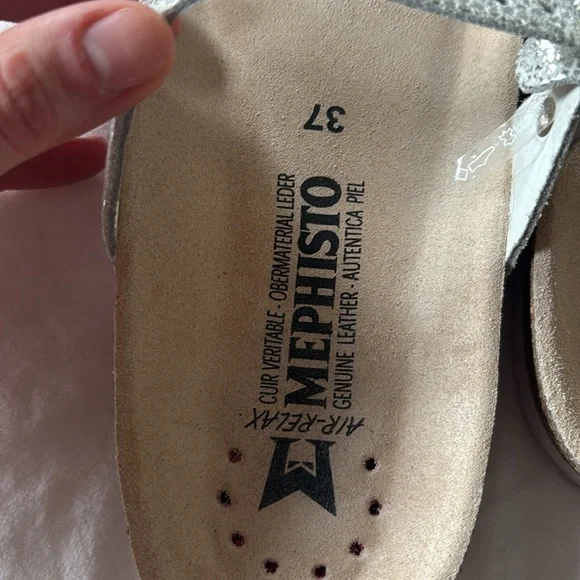 37
CUIR VERITABLE - OBERMATERIAL LEDER
MEPHISTO
GENUINE LEATHER - AUTENTICA PIEL
AIR-RELAX
M